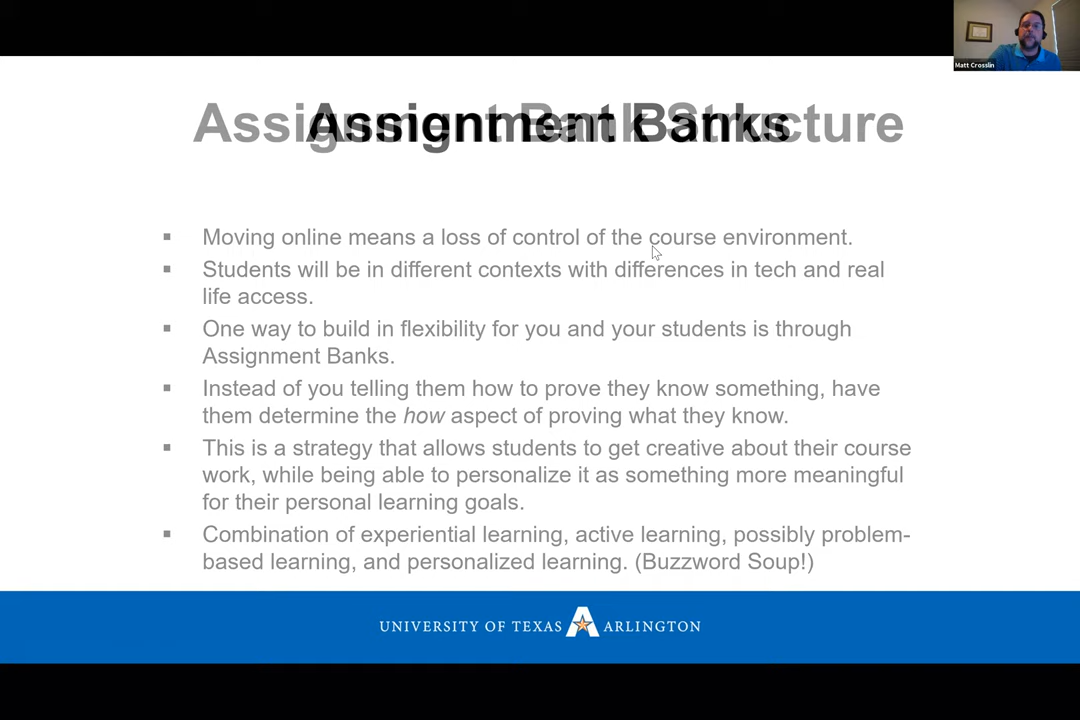 Matt Crosslin
Assignment Banks
Assignment Bank Structure
▪ Moving online means a loss of control of the course environment.
▪ Students will be in different contexts with differences in tech and real
life access.
▪ One way to build in flexibility for you and your students is through
Assignment Banks.
▪ Instead of you telling them how to prove they know something, have
them determine the how aspect of proving what they know.
▪ This is a strategy that allows students to get creative about their course
work, while being able to personalize it as something more meaningful
for their personal learning goals.
▪ Combination of experiential learning, active learning, possibly problem-
based learning, and personalized learning. (Buzzword Soup!)
UNIVERSITY OF TEXAS A ARLINGTON